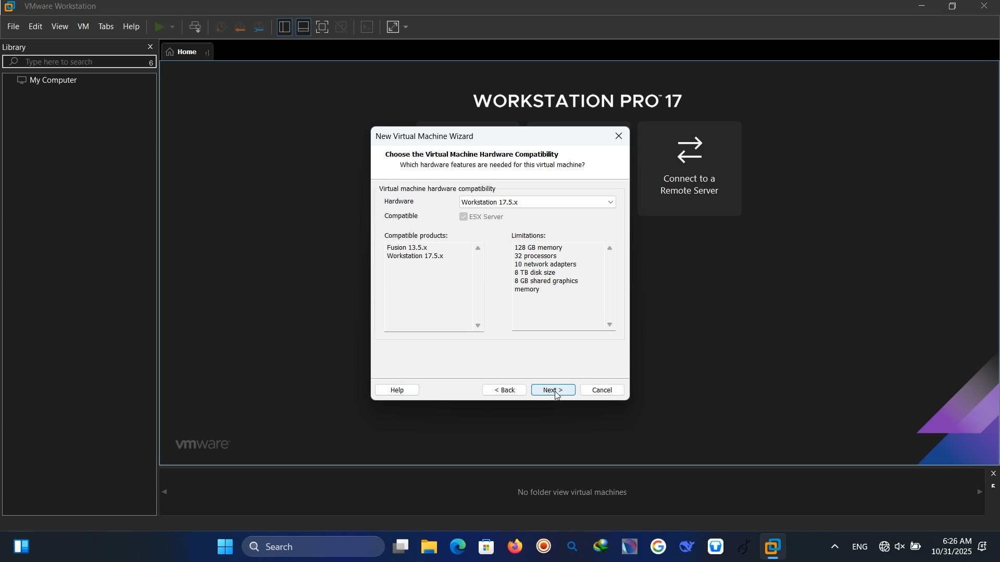 VMware Workstation
File Edit View VM Tabs Help
Library
Type here to search
My Computer
Home
WORKSTATION PRO™ 17
Connect to a
Remote Server
New Virtual Machine Wizard
Choose the Virtual Machine Hardware Compatibility
Which hardware features are needed for this virtual machine?
Virtual machine hardware compatibility
Hardware
Workstation 17.5.x
Compatible
ESX Server
Compatible products:
Fusion 13.5.x
Workstation 17.5.x
Limitations:
128 GB memory
32 processors
10 network adapters
8 TB disk size
8 GB shared graphics
memory
Help
< Back
Next >
Cancel
vmware
No folder view virtual machines
Search
ENG
6:26 AM
10/31/2025